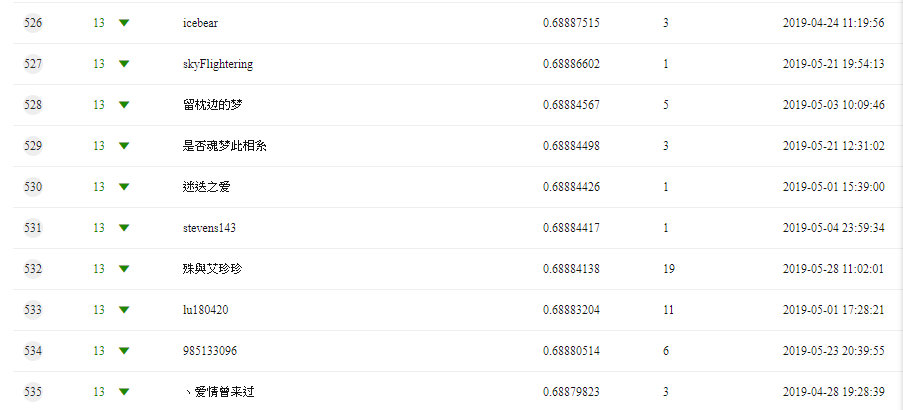 526 13 icebear 0.68887515 3 2019-04-24 11:19:56
527 13 skyFlightering 0.68886602 1 2019-05-21 19:54:13
528 13 留枕边的梦 0.68884567 5 2019-05-03 10:09:46
529 13 是否魂梦此相糸 0.68884498 3 2019-05-21 12:31:02
530 13 迷迭之爱 0.68884426 1 2019-05-01 15:39:00
531 13 stevens143 0.68884417 1 2019-05-04 23:59:34
532 13 殊與艾珍珍 0.68884138 19 2019-05-28 11:02:01
533 13 lu180420 0.68883204 11 2019-05-01 17:28:21
534 13 985133096 0.68880514 6 2019-05-23 20:39:55
535 13 丶爱情曾来过 0.68879823 3 2019-04-28 19:28:39